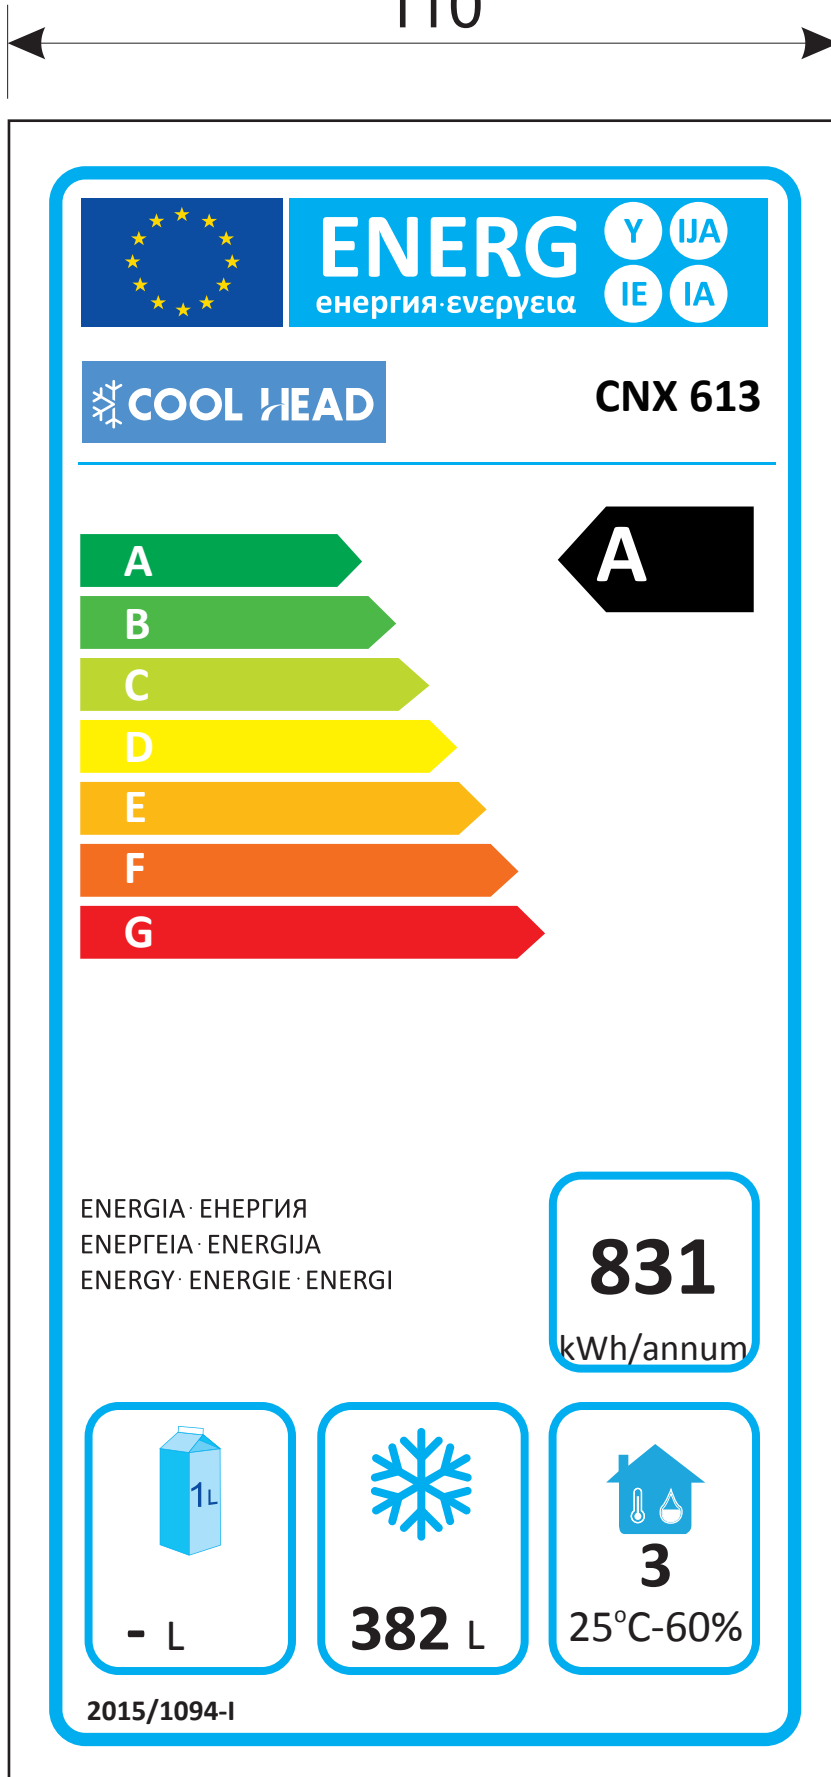 110
ENERG
енергия·ενεργεια
Y IJA
IE IA
COOL HEAD
CNX 613
A
A
B
C
D
E
F
G
ENERGIA · ЕНЕРГИЯ
ΕΝΕΡΓΕΙΑ · ENERGIJA
ENERGY · ENERGIE · ENERGI
831
kWh/annum
1L
- L
382 L
3
25°C-60%
2015/1094-I